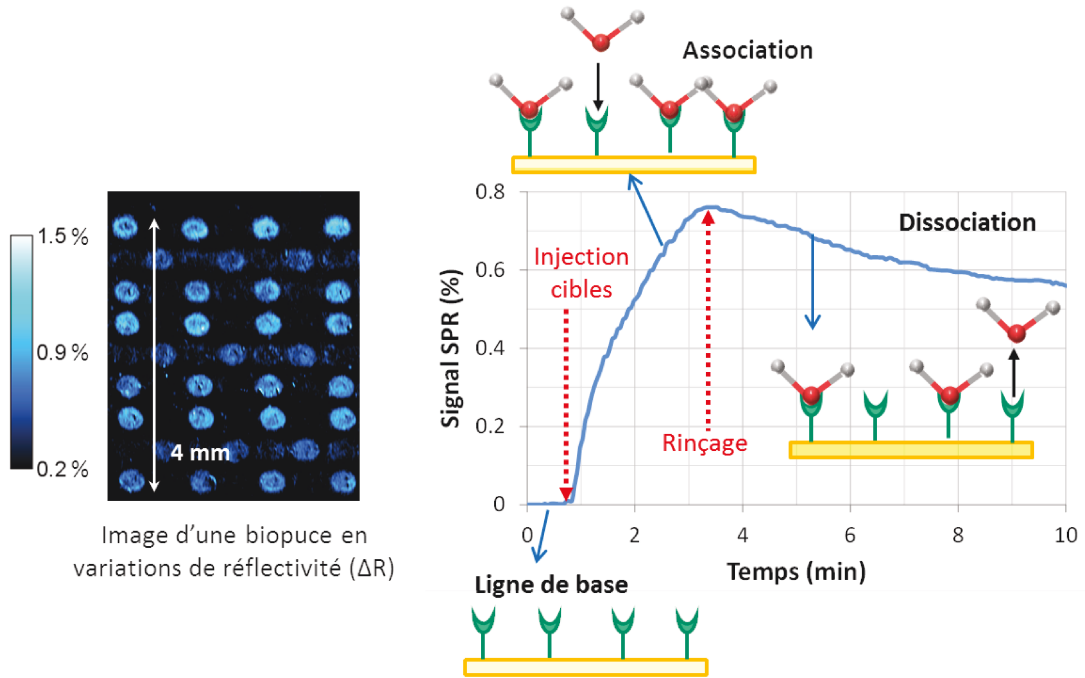 1.5 %
0.9 %
0.2 %
4 mm
Image d’une biopuce en
variations de réflectivité (ΔR)
Association
Signal SPR (%)
0.8
0.6
0.4
0.2
0
Injection
cibles
Rinçage
Dissociation
0
2
4
6
8
10
Temps (min)
Ligne de base